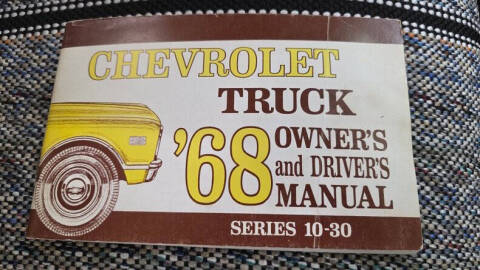 CHEVROLET
TRUCK
'68 OWNER'S
and DRIVER'S
MANUAL
SERIES 10-30